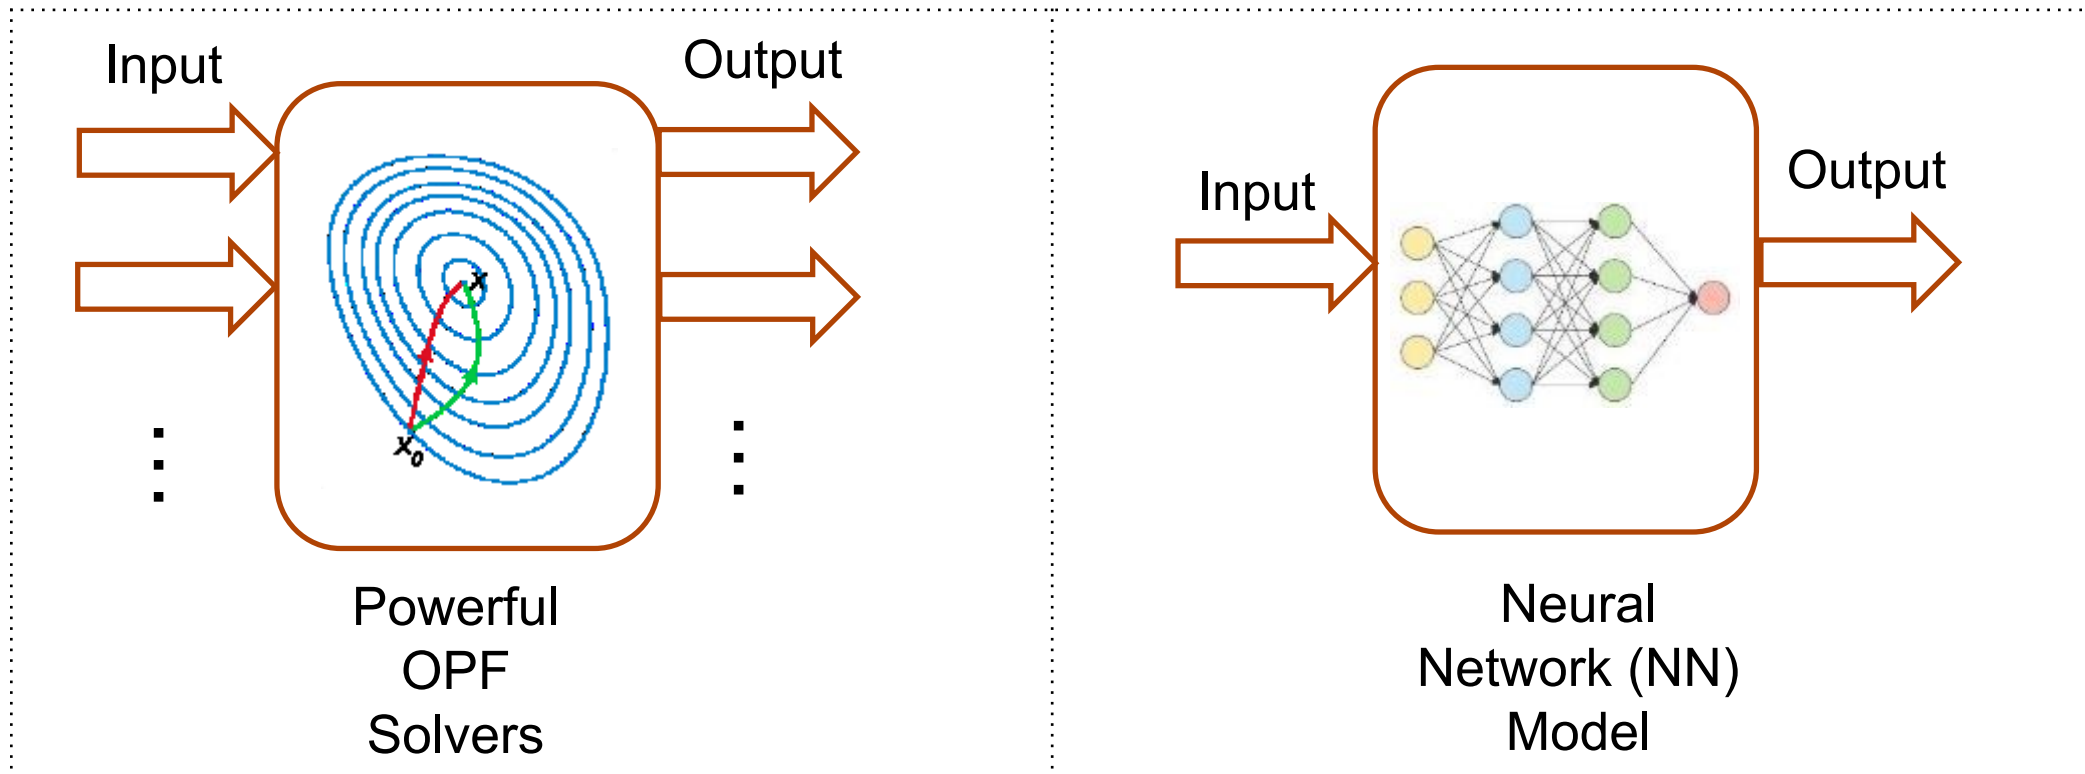 Input
Output
x
x0
Powerful
OPF
Solvers
Input
Output
Neural
Network (NN)
Model